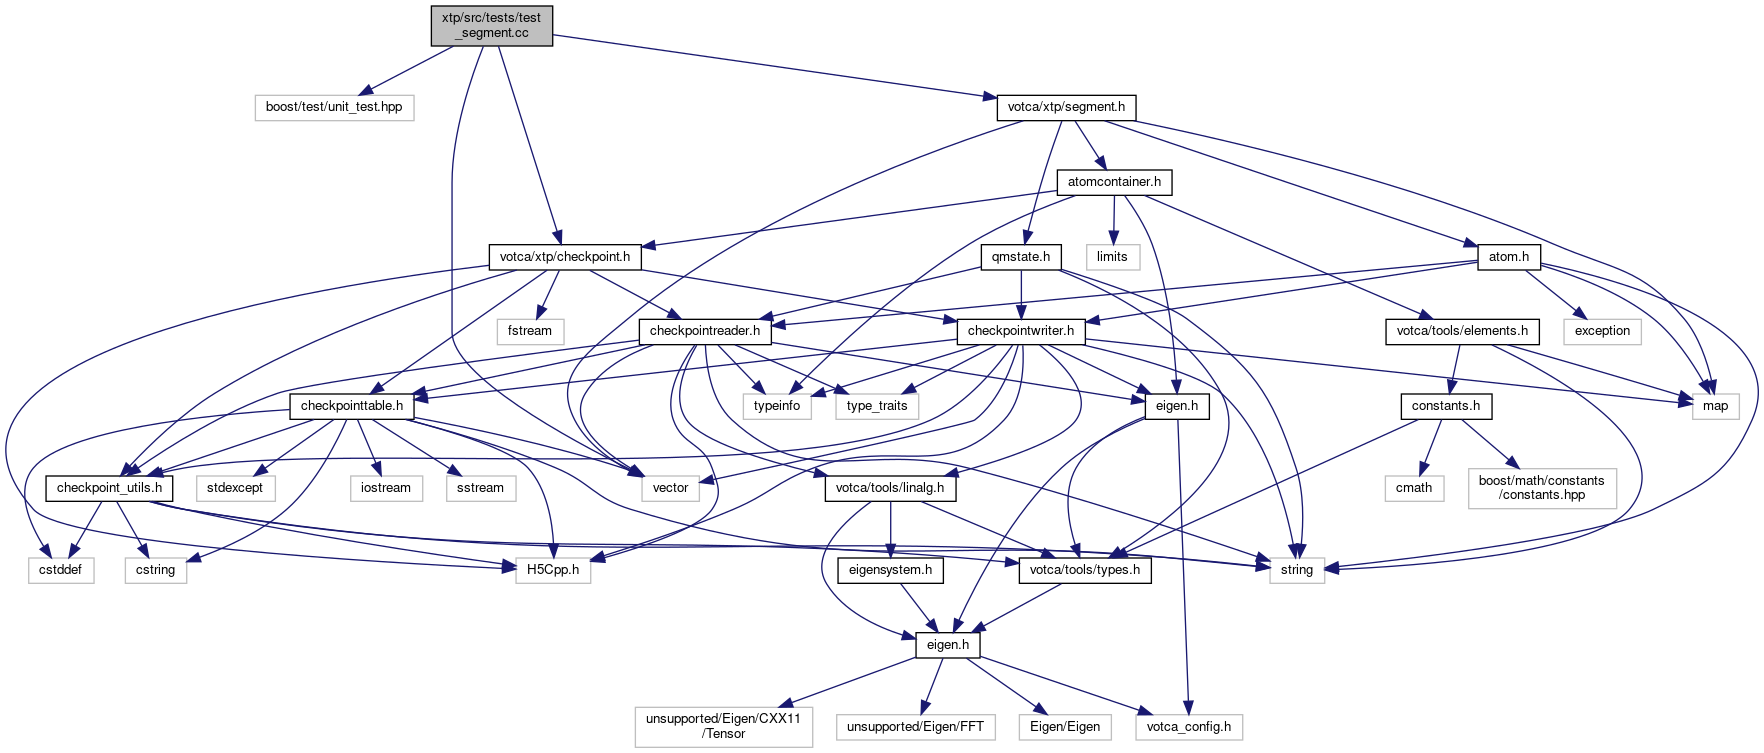 xtp/src/tests/test
_segment.cc
boost/test/unit_test.hpp
votca/xtp/segment.h
atomcontainer.h
votca/xtp/checkpoint.h
qmstate.h
limits
atom.h
fstream
checkpointreader.h
checkpointwriter.h
votca/tools/elements.h
exception
checkpointtable.h
typeinfo
type_traits
eigen.h
constants.h
map
checkpoint_utils.h
stdexcept
iostream
sstream
vector
votca/tools/linalg.h
cmath
boost/math/constants
/constants.hpp
cstddef
cstring
H5Cpp.h
eigensystem.h
votca/tools/types.h
string
eigen.h
unsupported/Eigen/CXX11
/Tensor
unsupported/Eigen/FFT
Eigen/Eigen
votca_config.h